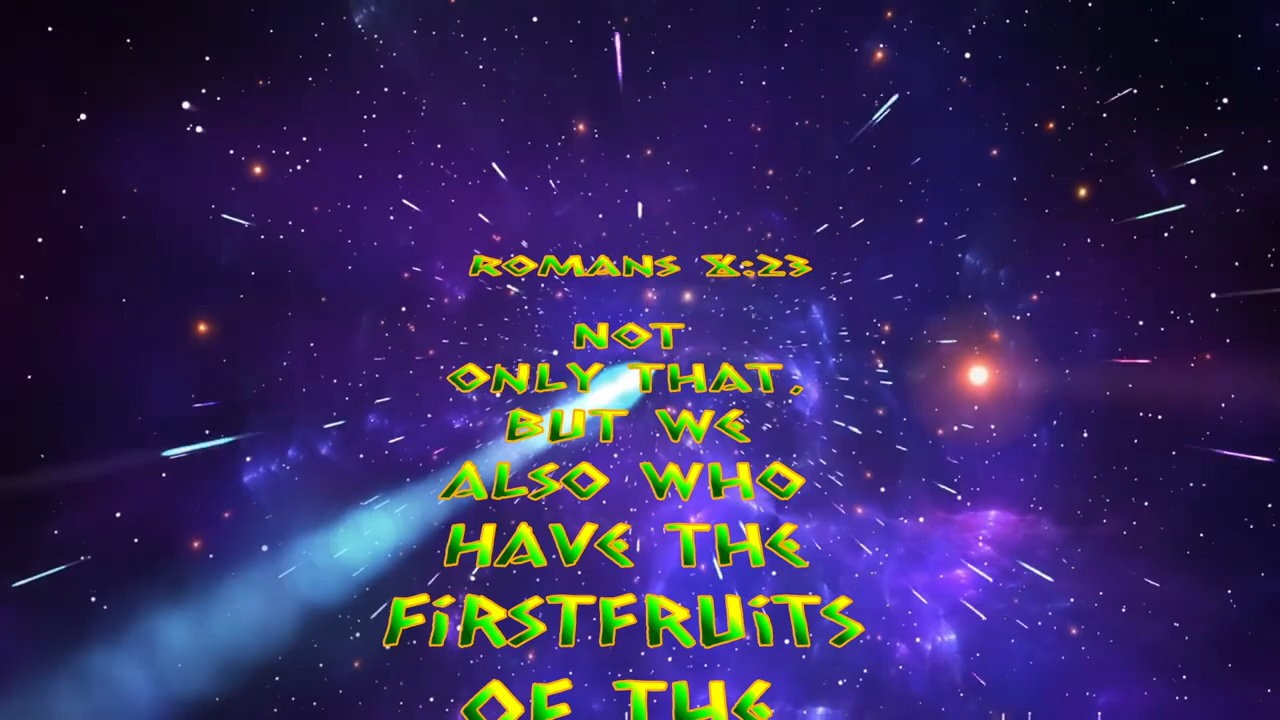 ROMANS 8:23
NOT
ONLY THAT,
BUT WE
ALSO WHO
HAVE THE
FiRSTFRUiTS
OF THE